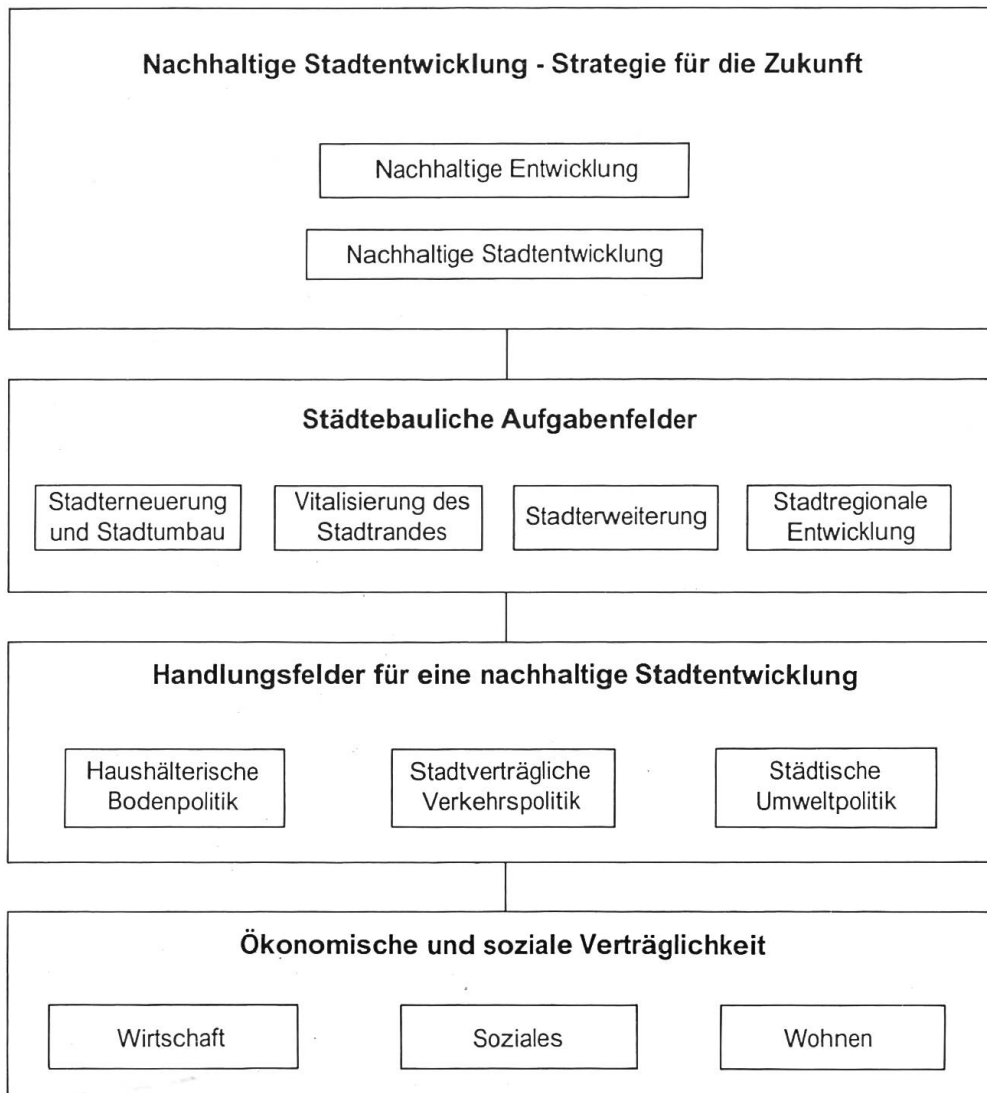 Nachhaltige Stadtentwicklung - Strategie für die Zukunft
Nachhaltige Entwicklung
Nachhaltige Stadtentwicklung
Städtebauliche Aufgabenfelder
Stadterneuerung
und Stadtumbau
Vitalisierung des
Stadtrandes
Stadterweiterung
Stadtregionale
Entwicklung
Handlungsfelder für eine nachhaltige Stadtentwicklung
Haushälterische
Bodenpolitik
Stadtverträgliche
Verkehrspolitik
Städtische
Umweltpolitik
Ökonomische und soziale Verträglichkeit
Wirtschaft
Soziales
Wohnen